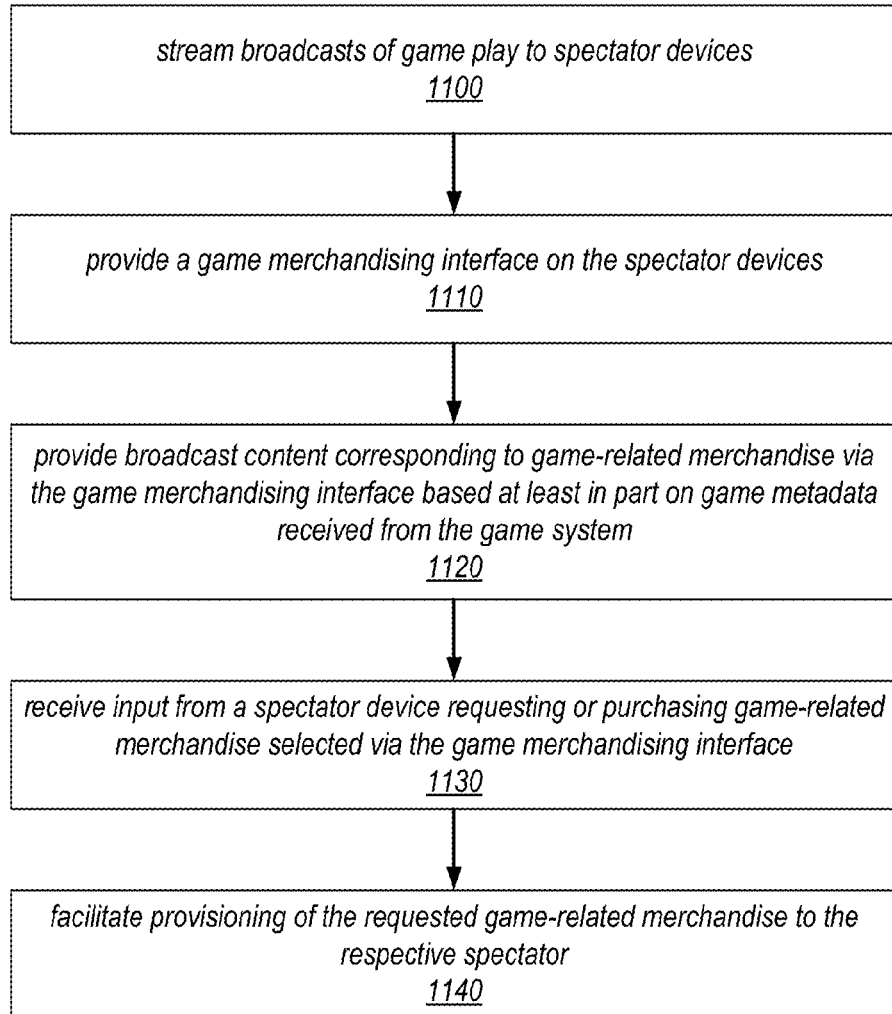 stream broadcasts of game play to spectator devices
1100
provide a game merchandising interface on the spectator devices
1110
provide broadcast content corresponding to game-related merchandise via
the game merchandising interface based at least in part on game metadata
received from the game system
1120
receive input from a spectator device requesting or purchasing game-related
merchandise selected via the game merchandising interface
1130
facilitate provisioning of the requested game-related merchandise to the
respective spectator
1140